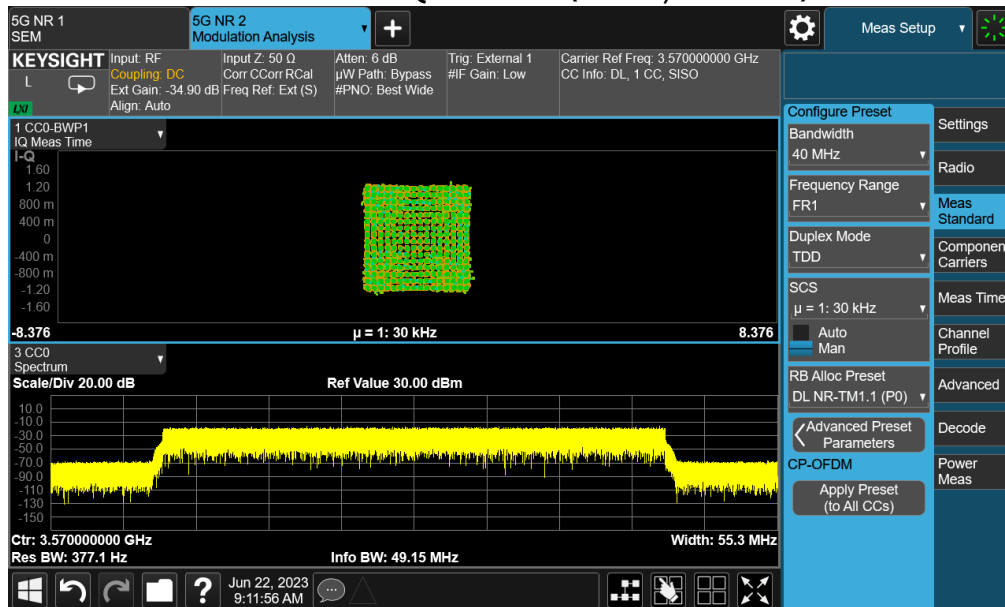 5G NR 1
SEM
5G NR 2
Modulation Analysis
Meas Setup
KEYSIGHT
L
LXI
Input: RF
Coupling: DC
Ext Gain: -34.90 dB
Align: Auto
Input Z: 50 Ω
Corr CCorr RCal
Freq Ref: Ext (S)
Atten: 6 dB
µW Path: Bypass
#PNO: Best Wide
Trig: External 1
#IF Gain: Low
Carrier Ref Freq: 3.570000000 GHz
CC Info: DL, 1 CC, SISO
1 CC0-BWP1
IQ Meas Time
I-Q
1.60
1.20
800 m
400 m
0
-400 m
-800 m
-1.20
-1.60
-8.376
µ = 1: 30 kHz
8.376
3 CC0
Spectrum
Scale/Div 20.00 dB
Ref Value 30.00 dBm
10.0
-10.0
-30.0
-50.0
-70.0
-90.0
-110
-130
-150
Ctr: 3.570000000 GHz
Width: 55.3 MHz
Res BW: 377.1 Hz
Info BW: 49.15 MHz
Configure Preset
Bandwidth
40 MHz
Frequency Range
FR1
Duplex Mode
TDD
SCS
µ = 1: 30 kHz
Auto
Man
RB Alloc Preset
DL NR-TM1.1 (P0)
Advanced Preset
Parameters
CP-OFDM
Apply Preset
(to All CCs)
Settings
Radio
Meas
Standard
Componen
Carriers
Meas Time
Channel
Profile
Advanced
Decode
Power
Meas
?
Jun 22, 2023
9:11:56 AM